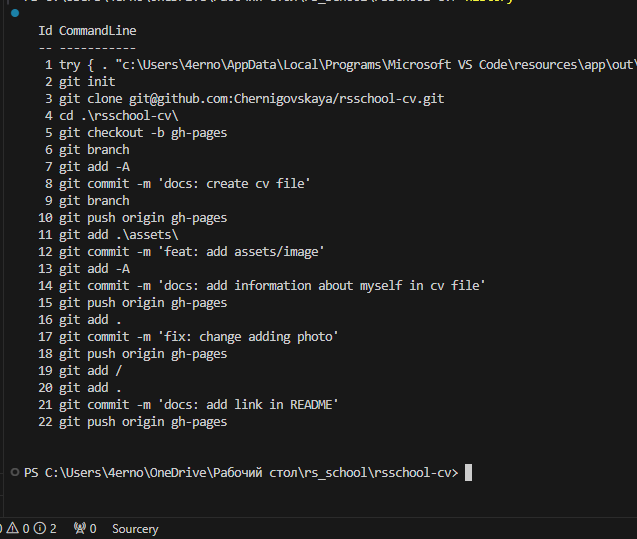 Id CommandLine
-- -----------
1 try { . "c:\Users\4erno\AppData\Local\Programs\Microsoft VS Code\resources\app\out\
2 git init
3 git clone git@github.com:Chernigovskaya/rsschool-cv.git
4 cd .\rsschool-cv\
5 git checkout -b gh-pages
6 git branch
7 git add -A
8 git commit -m 'docs: create cv file'
9 git branch
10 git push origin gh-pages
11 git add .\assets\
12 git commit -m 'feat: add assets/image'
13 git add -A
14 git commit -m 'docs: add information about myself in cv file'
15 git push origin gh-pages
16 git add .
17 git commit -m 'fix: change adding photo'
18 git push origin gh-pages
19 git add /
20 git add .
21 git commit -m 'docs: add link in README'
22 git push origin gh-pages
PS C:\Users\4erno\OneDrive\Рабочий стол\rs_school\rsschool-cv>
0 2 0 Sourcery